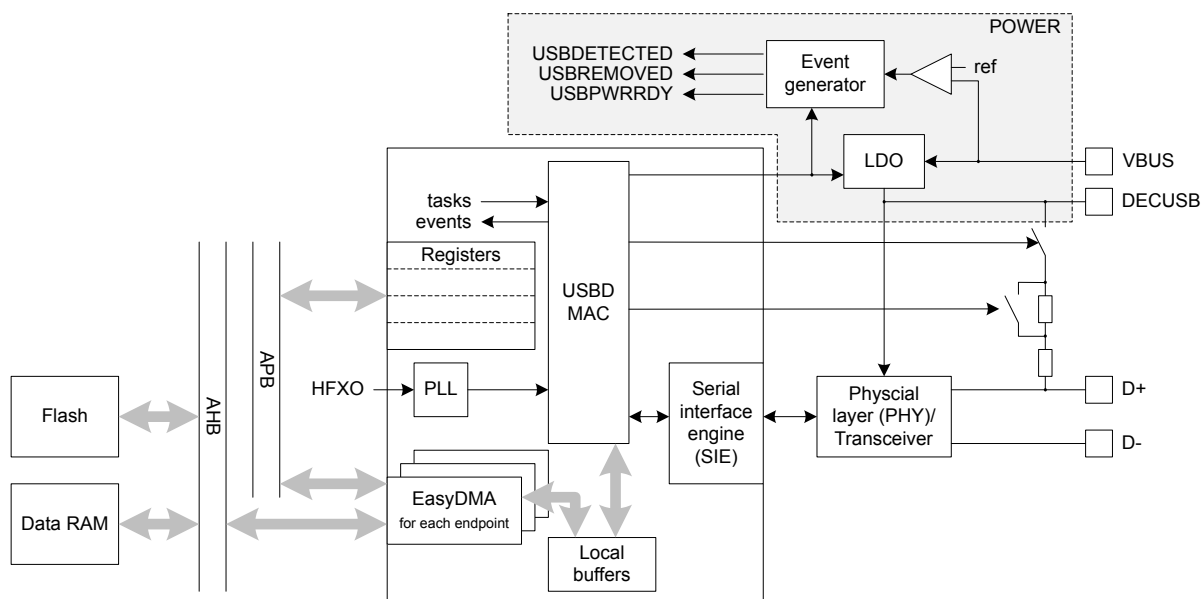 POWER
USBDETECTED
USBREMOVED
USBPWRRDY
Event
generator
ref
LDO
VBUS
DECUSB
tasks
events
Registers
USBD
MAC
HFXO
PLL
Serial
interface
engine
(SIE)
Physcial
layer (PHY)/
Transceiver
D+
D-
Flash
Data RAM
AHB
APB
EasyDMA
for each endpoint
Local
buffers